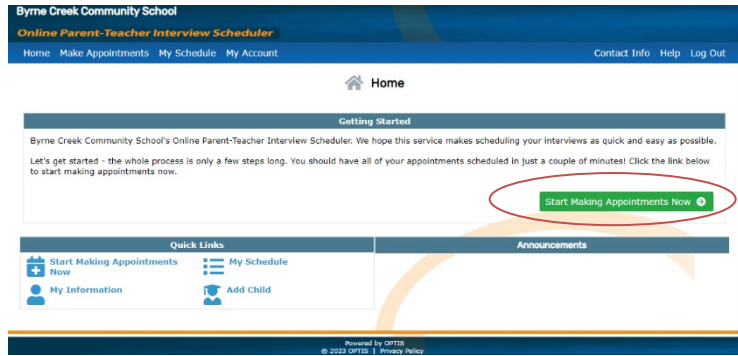 Byrne Creek Community School
Online Parent-Teacher Interview Scheduler
Home Make Appointments My Schedule My Account Contact Info Help Log Out
Home
Getting Started
Byrne Creek Community School's Online Parent-Teacher Interview Scheduler. We hope this service makes scheduling your interviews as quick and easy as possible.
Let's get started - the whole process is only a few steps long. You should have all of your appointments scheduled in just a couple of minutes! Click the link below
to start making appointments now.
Start Making Appointments Now
Quick Links
Start Making Appointments
Now
My Schedule
My Information
Add Child
Announcements
Powered by OPTIS
© 2023 OPTIS | Privacy Policy